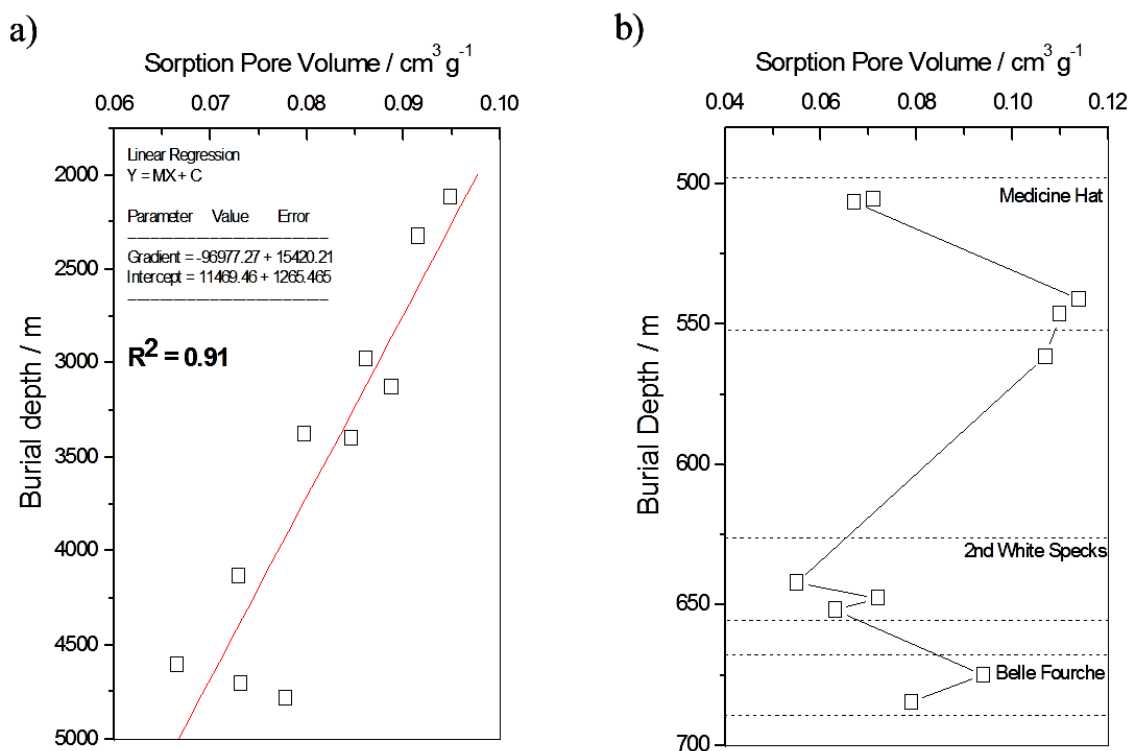 a)
Sorption Pore Volume / cm³ g⁻¹
0.06 0.07 0.08 0.09 0.10
Burial depth / m
2000
2500
3000
3500
4000
4500
5000
Linear Regression
Y = MX + C
Parameter Value Error
Gradient = -96977.27 + 15420.21
Intercept = 11469.46 + 1265.465
R² = 0.91
b)
Sorption Pore Volume / cm³ g⁻¹
0.04 0.06 0.08 0.10 0.12
Burial Depth / m
500
550
600
650
700
Medicine Hat
2nd White Specks
Belle Fourche